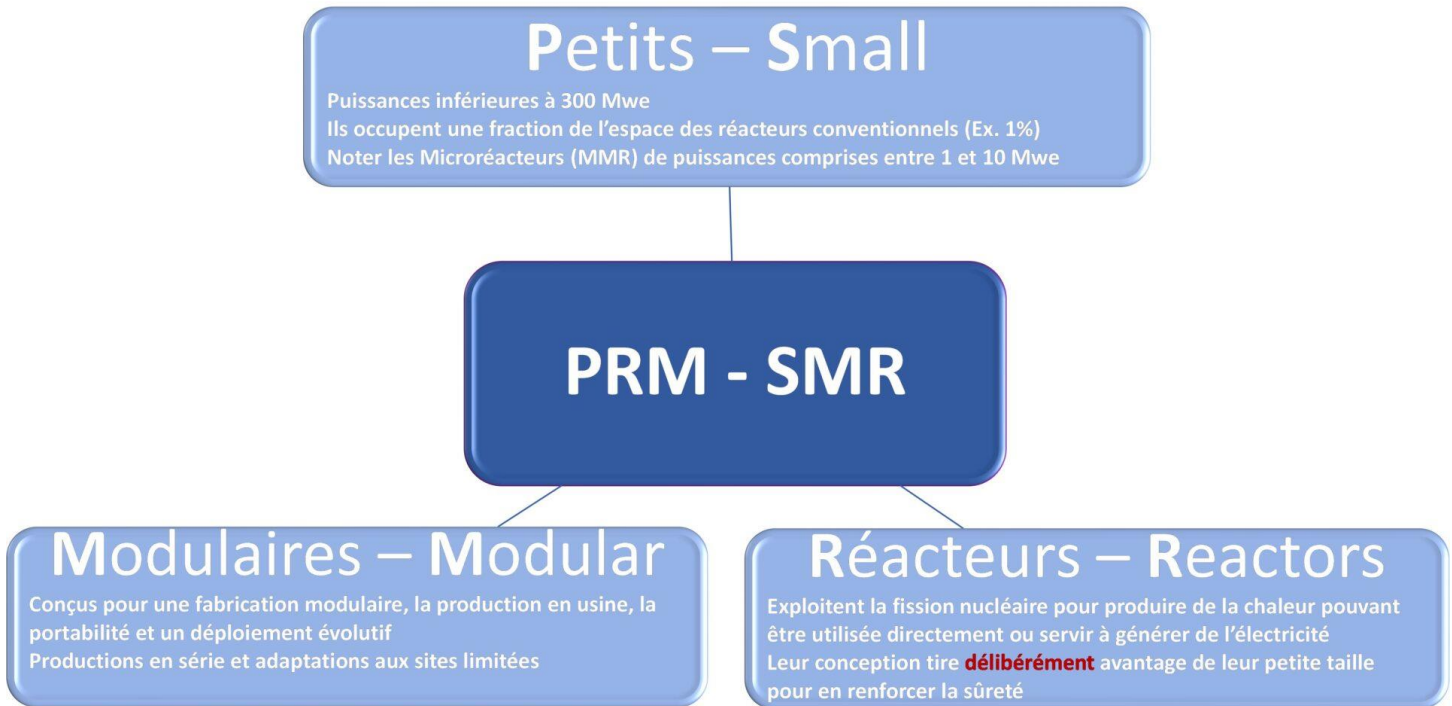 Petits – Small
Puissances inférieures à 300 Mwe
Ils occupent une fraction de l’espace des réacteurs conventionnels (Ex. 1%)
Noter les Microréacteurs (MMR) de puissances comprises entre 1 et 10 Mwe
PRM - SMR
Modulaires – Modular
Conçus pour une fabrication modulaire, la production en usine, la
portabilité et un déploiement évolutif
Productions en série et adaptations aux sites limitées
Réacteurs – Reactors
Exploitent la fission nucléaire pour produire de la chaleur pouvant
être utilisée directement ou servir à générer de l’électricité
Leur conception tire délibérément avantage de leur petite taille
pour en renforcer la sûreté